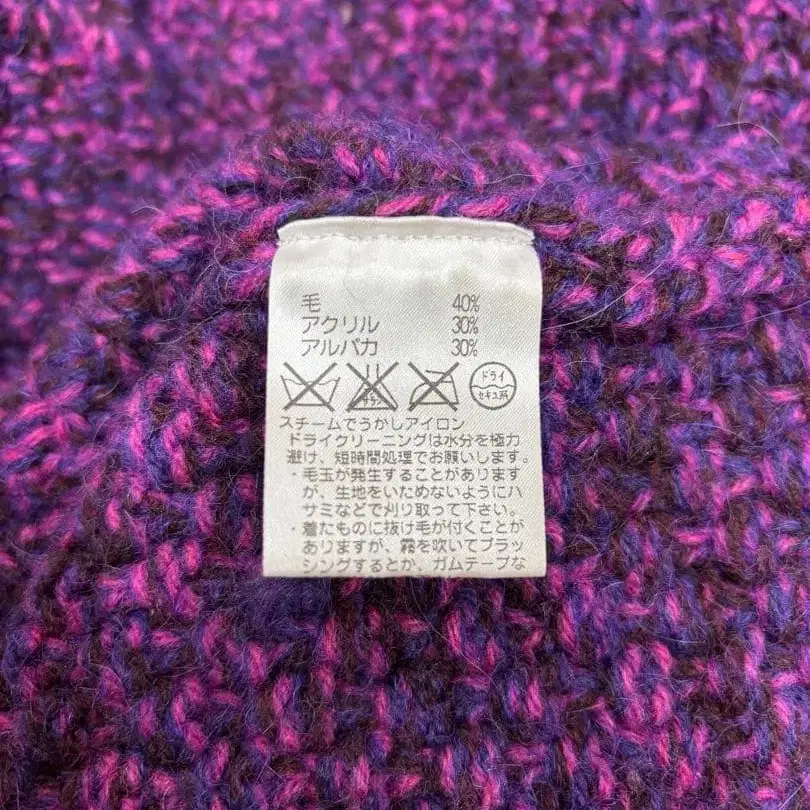 毛 40%
アクリル 30%
アルパカ 30%
ドライ
セキユ系
スチームでうかしアイロン
ドライクリーニングは水分を極力
避け、短時間処理でお願いします。
・毛玉が発生することがあります
が、生地をいためないようにハ
サミなどで刈り取って下さい。
・着たものに抜け毛が付くことが
ありますが、霧を吹いてブラッ
シングするとか、ガムテープな